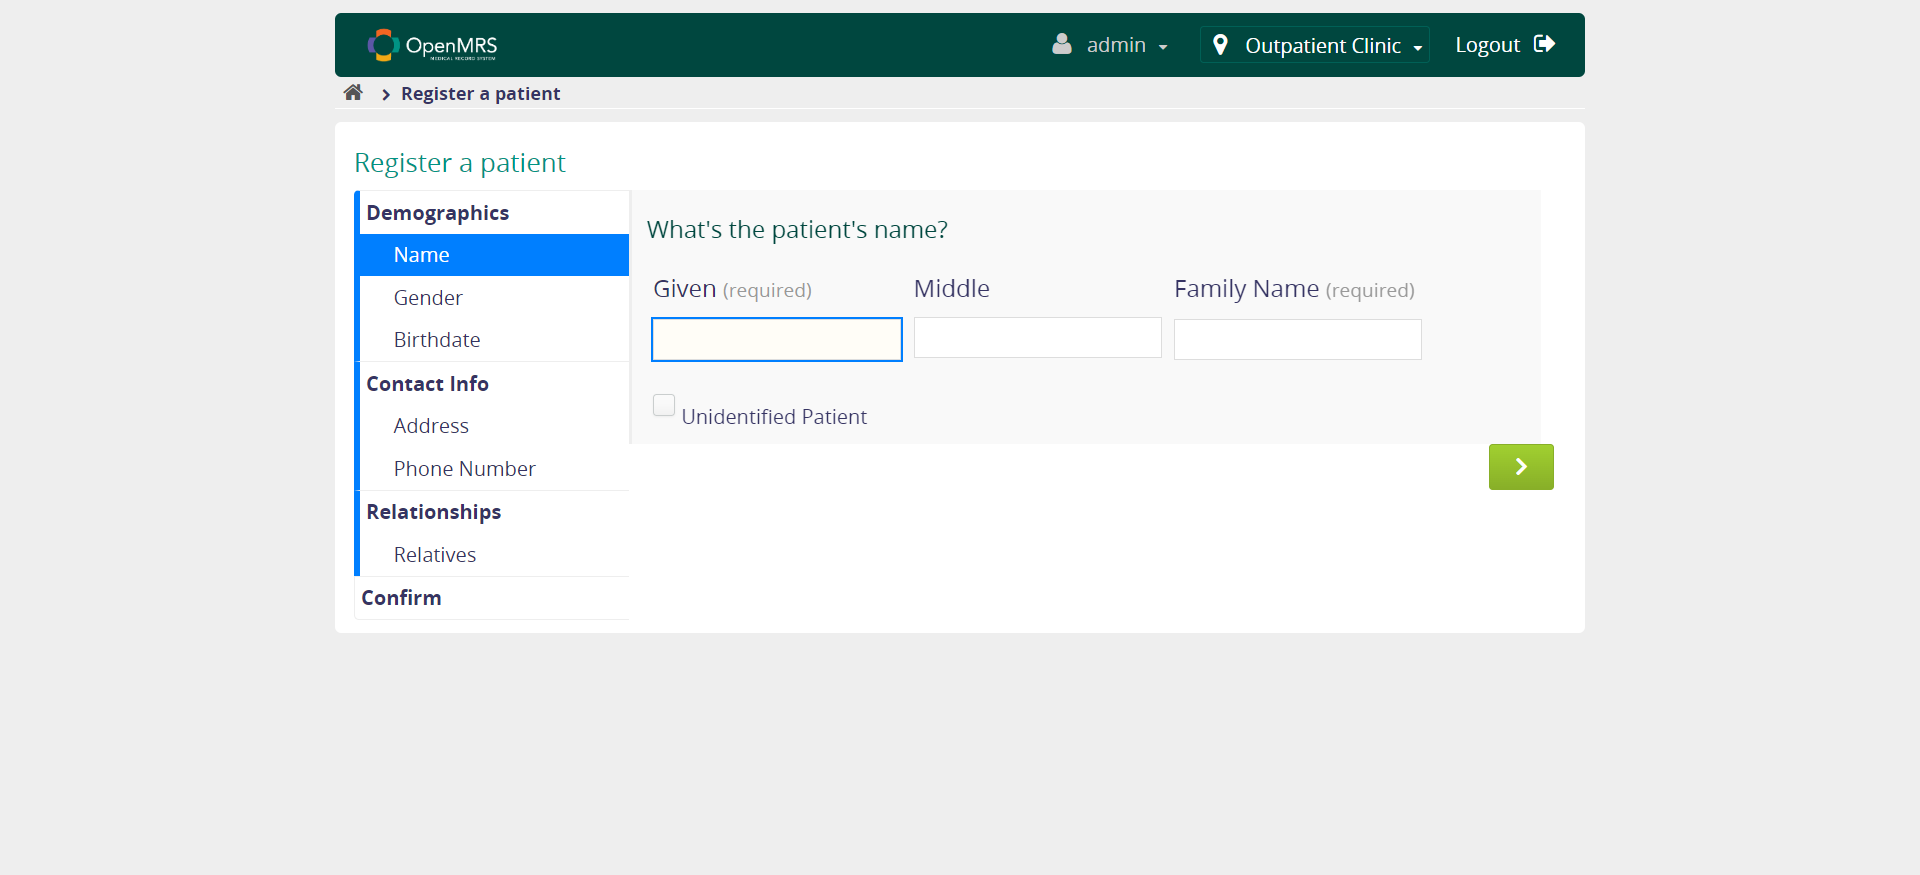 OpenMRS
MEDICAL RECORD SYSTEM
admin
Outpatient Clinic
Logout
Register a patient
Register a patient
Demographics
Name
Gender
Birthdate
Contact Info
Address
Phone Number
Relationships
Relatives
Confirm
What's the patient's name?
Given (required)
Middle
Family Name (required)
Unidentified Patient